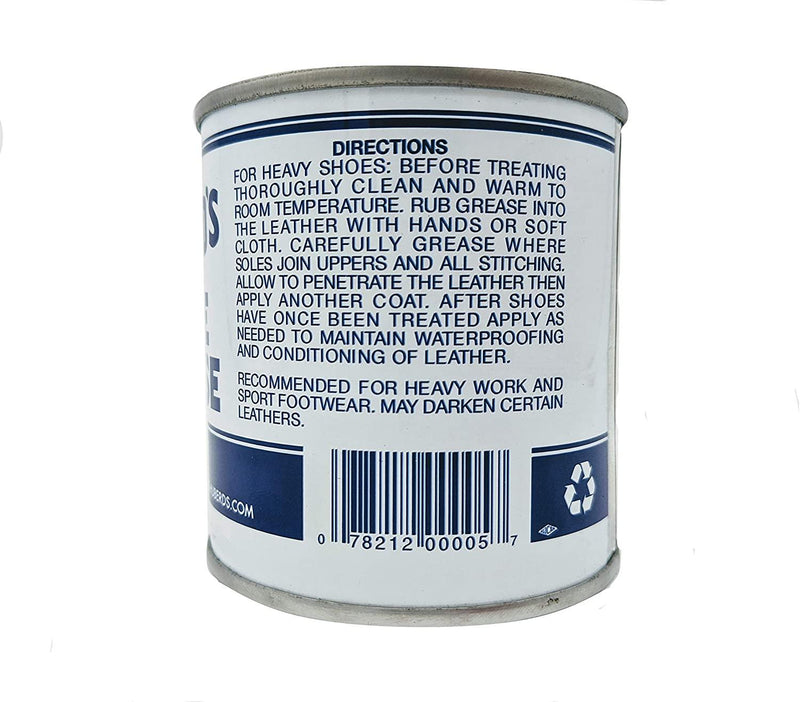 DIRECTIONS
FOR HEAVY SHOES: BEFORE TREATING
THOROUGHLY CLEAN AND WARM TO
ROOM TEMPERATURE. RUB GREASE INTO
THE LEATHER WITH HANDS OR SOFT
CLOTH. CAREFULLY GREASE WHERE
SOLES JOIN UPPERS AND ALL STITCHING.
ALLOW TO PENETRATE THE LEATHER THEN
APPLY ANOTHER COAT. AFTER SHOES
HAVE ONCE BEEN TREATED APPLY AS
NEEDED TO MAINTAIN WATERPROOFING
AND CONDITIONING OF LEATHER.
RECOMMENDED FOR HEAVY WORK AND
SPORT FOOTWEAR. MAY DARKEN CERTAIN
LEATHERS.
'S
E
SE
BERDS.COM
0 78212 00005 7